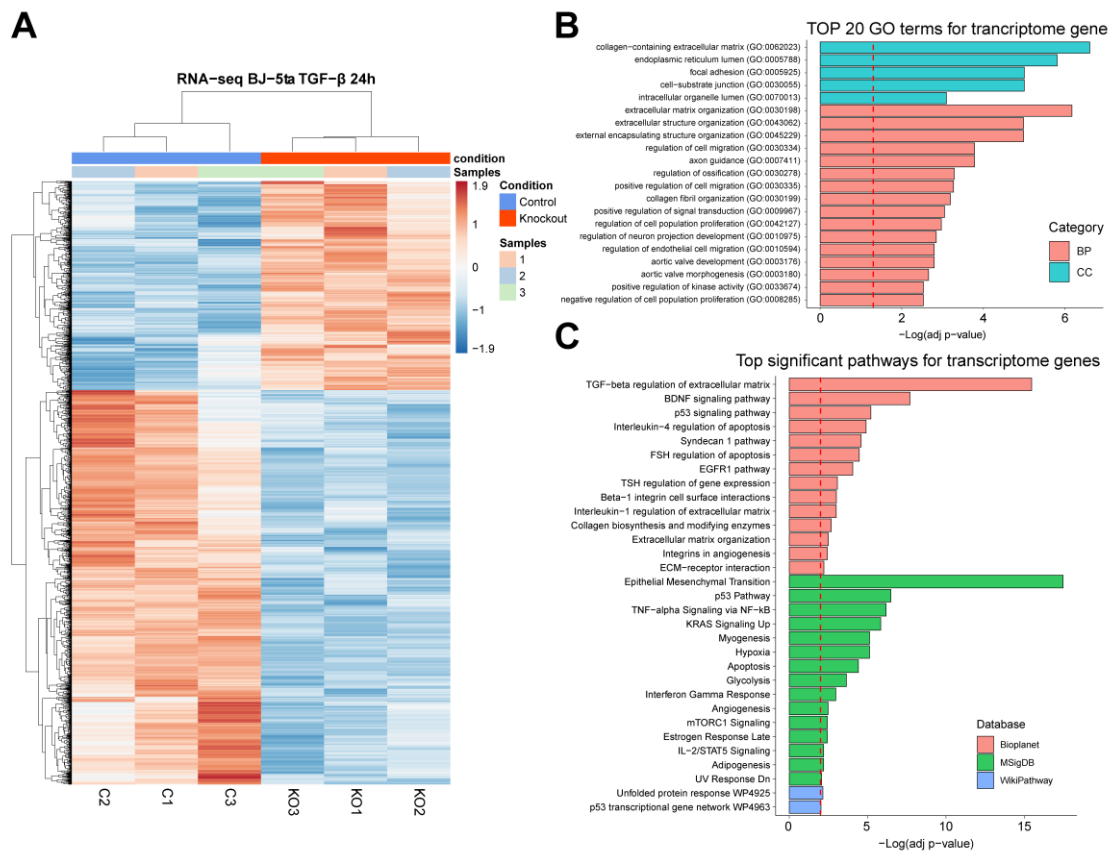 A
RNA−seq BJ−5ta TGF−β 24h
condition
Samples
1.9
1
0
−1
−1.9
Condition
Control
Knockout
Samples
1
2
3
C2
C1
C3
KO3
KO1
KO2
B
TOP 20 GO terms for trancriptome gene
collagen−containing extracellular matrix (GO:0062023)
endoplasmic reticulum lumen (GO:0005788)
focal adhesion (GO:0005925)
cell−substrate junction (GO:0030055)
intracellular organelle lumen (GO:0070013)
extracellular matrix organization (GO:0030198)
extracellular structure organization (GO:0043062)
external encapsulating structure organization (GO:0045229)
regulation of cell migration (GO:0030334)
axon guidance (GO:0007411)
regulation of ossification (GO:0030278)
positive regulation of cell migration (GO:0030335)
collagen fibril organization (GO:0030199)
positive regulation of signal transduction (GO:0009967)
regulation of cell population proliferation (GO:0042127)
regulation of neuron projection development (GO:0010975)
regulation of endothelial cell migration (GO:0010594)
aortic valve development (GO:0003176)
aortic valve morphogenesis (GO:0003180)
positive regulation of kinase activity (GO:0033674)
negative regulation of cell population proliferation (GO:0008285)
Category
BP
CC
0 2 4 6
−Log(adj p−value)
C
Top significant pathways for transcriptome genes
TGF−beta regulation of extracellular matrix
BDNF signaling pathway
p53 signaling pathway
Interleukin−4 regulation of apoptosis
Syndecan 1 pathway
FSH regulation of apoptosis
EGFR1 pathway
TSH regulation of gene expression
Beta−1 integrin cell surface interactions
Interleukin−1 regulation of extracellular matrix
Collagen biosynthesis and modifying enzymes
Extracellular matrix organization
Integrins in angiogenesis
ECM−receptor interaction
Epithelial Mesenchymal Transition
p53 Pathway
TNF−alpha Signaling via NF−kB
KRAS Signaling Up
Myogenesis
Hypoxia
Apoptosis
Glycolysis
Interferon Gamma Response
Angiogenesis
mTORC1 Signaling
Estrogen Response Late
IL−2/STAT5 Signaling
Adipogenesis
UV Response Dn
Unfolded protein response WP4925
p53 transcriptional gene network WP4963
Database
Bioplanet
MSigDB
WikiPathway
0 5 10 15
−Log(adj p−value)